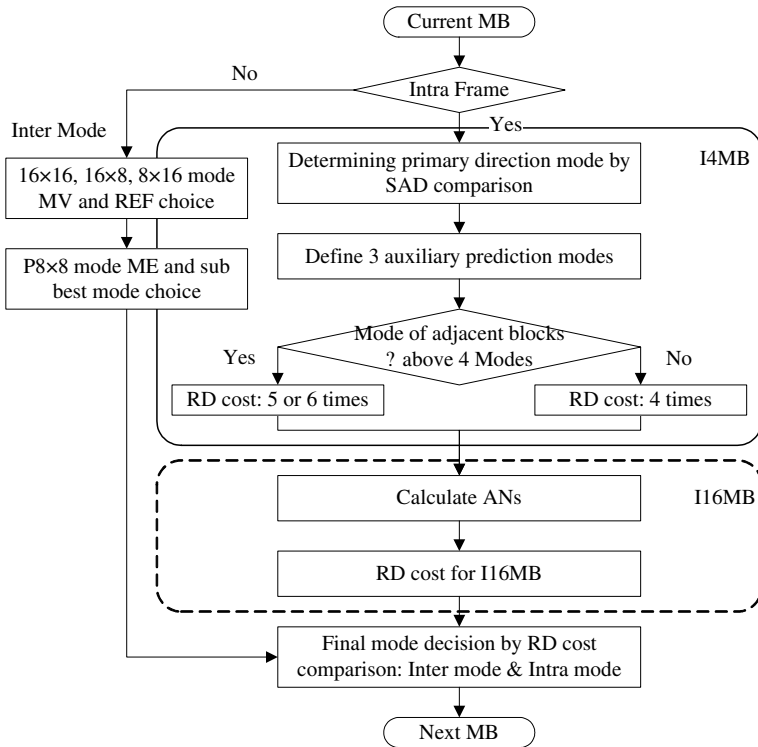 Current MB
No
Intra Frame
Yes
Inter Mode
I4MB
16×16, 16×8, 8×16 mode
MV and REF choice
Determining primary direction mode by
SAD comparison
P8×8 mode ME and sub
best mode choice
Define 3 auxiliary prediction modes
Mode of adjacent blocks
? above 4 Modes
Yes
No
RD cost: 5 or 6 times
RD cost: 4 times
Calculate ANs
I16MB
RD cost for I16MB
Final mode decision by RD cost
comparison: Inter mode & Intra mode
Next MB